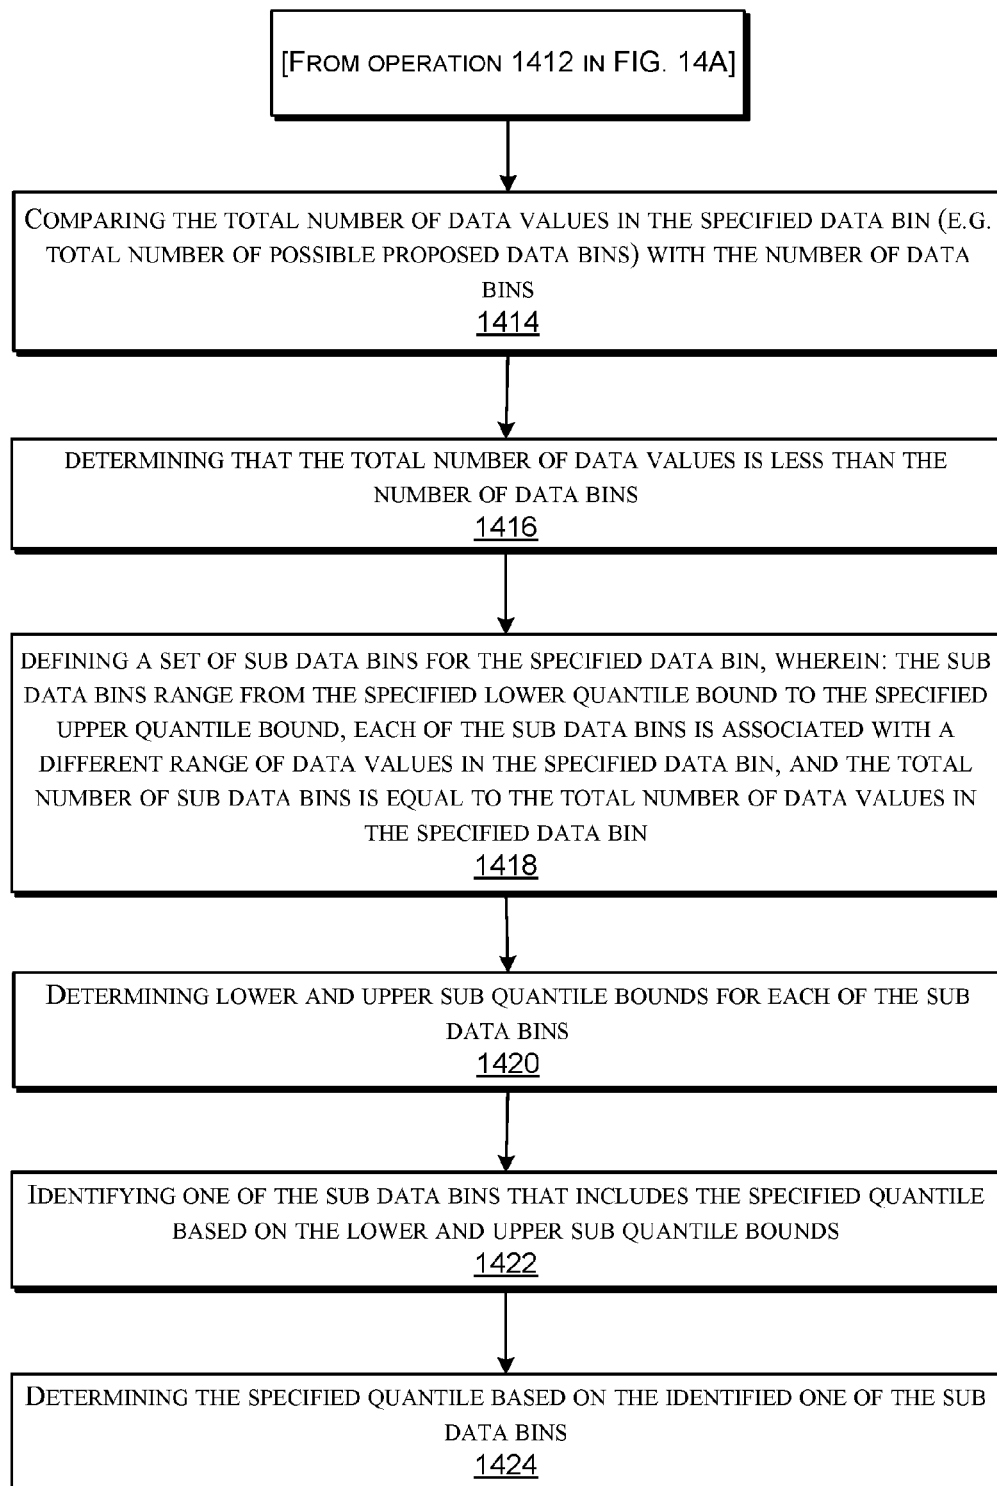 [FROM OPERATION 1412 IN FIG. 14A]
COMPARING THE TOTAL NUMBER OF DATA VALUES IN THE SPECIFIED DATA BIN (E.G.
TOTAL NUMBER OF POSSIBLE PROPOSED DATA BINS) WITH THE NUMBER OF DATA
BINS
1414
DETERMINING THAT THE TOTAL NUMBER OF DATA VALUES IS LESS THAN THE
NUMBER OF DATA BINS
1416
DEFINING A SET OF SUB DATA BINS FOR THE SPECIFIED DATA BIN, WHEREIN: THE SUB
DATA BINS RANGE FROM THE SPECIFIED LOWER QUANTILE BOUND TO THE SPECIFIED
UPPER QUANTILE BOUND, EACH OF THE SUB DATA BINS IS ASSOCIATED WITH A
DIFFERENT RANGE OF DATA VALUES IN THE SPECIFIED DATA BIN, AND THE TOTAL
NUMBER OF SUB DATA BINS IS EQUAL TO THE TOTAL NUMBER OF DATA VALUES IN
THE SPECIFIED DATA BIN
1418
DETERMINING LOWER AND UPPER SUB QUANTILE BOUNDS FOR EACH OF THE SUB
DATA BINS
1420
IDENTIFYING ONE OF THE SUB DATA BINS THAT INCLUDES THE SPECIFIED QUANTILE
BASED ON THE LOWER AND UPPER SUB QUANTILE BOUNDS
1422
DETERMINING THE SPECIFIED QUANTILE BASED ON THE IDENTIFIED ONE OF THE SUB
DATA BINS
1424